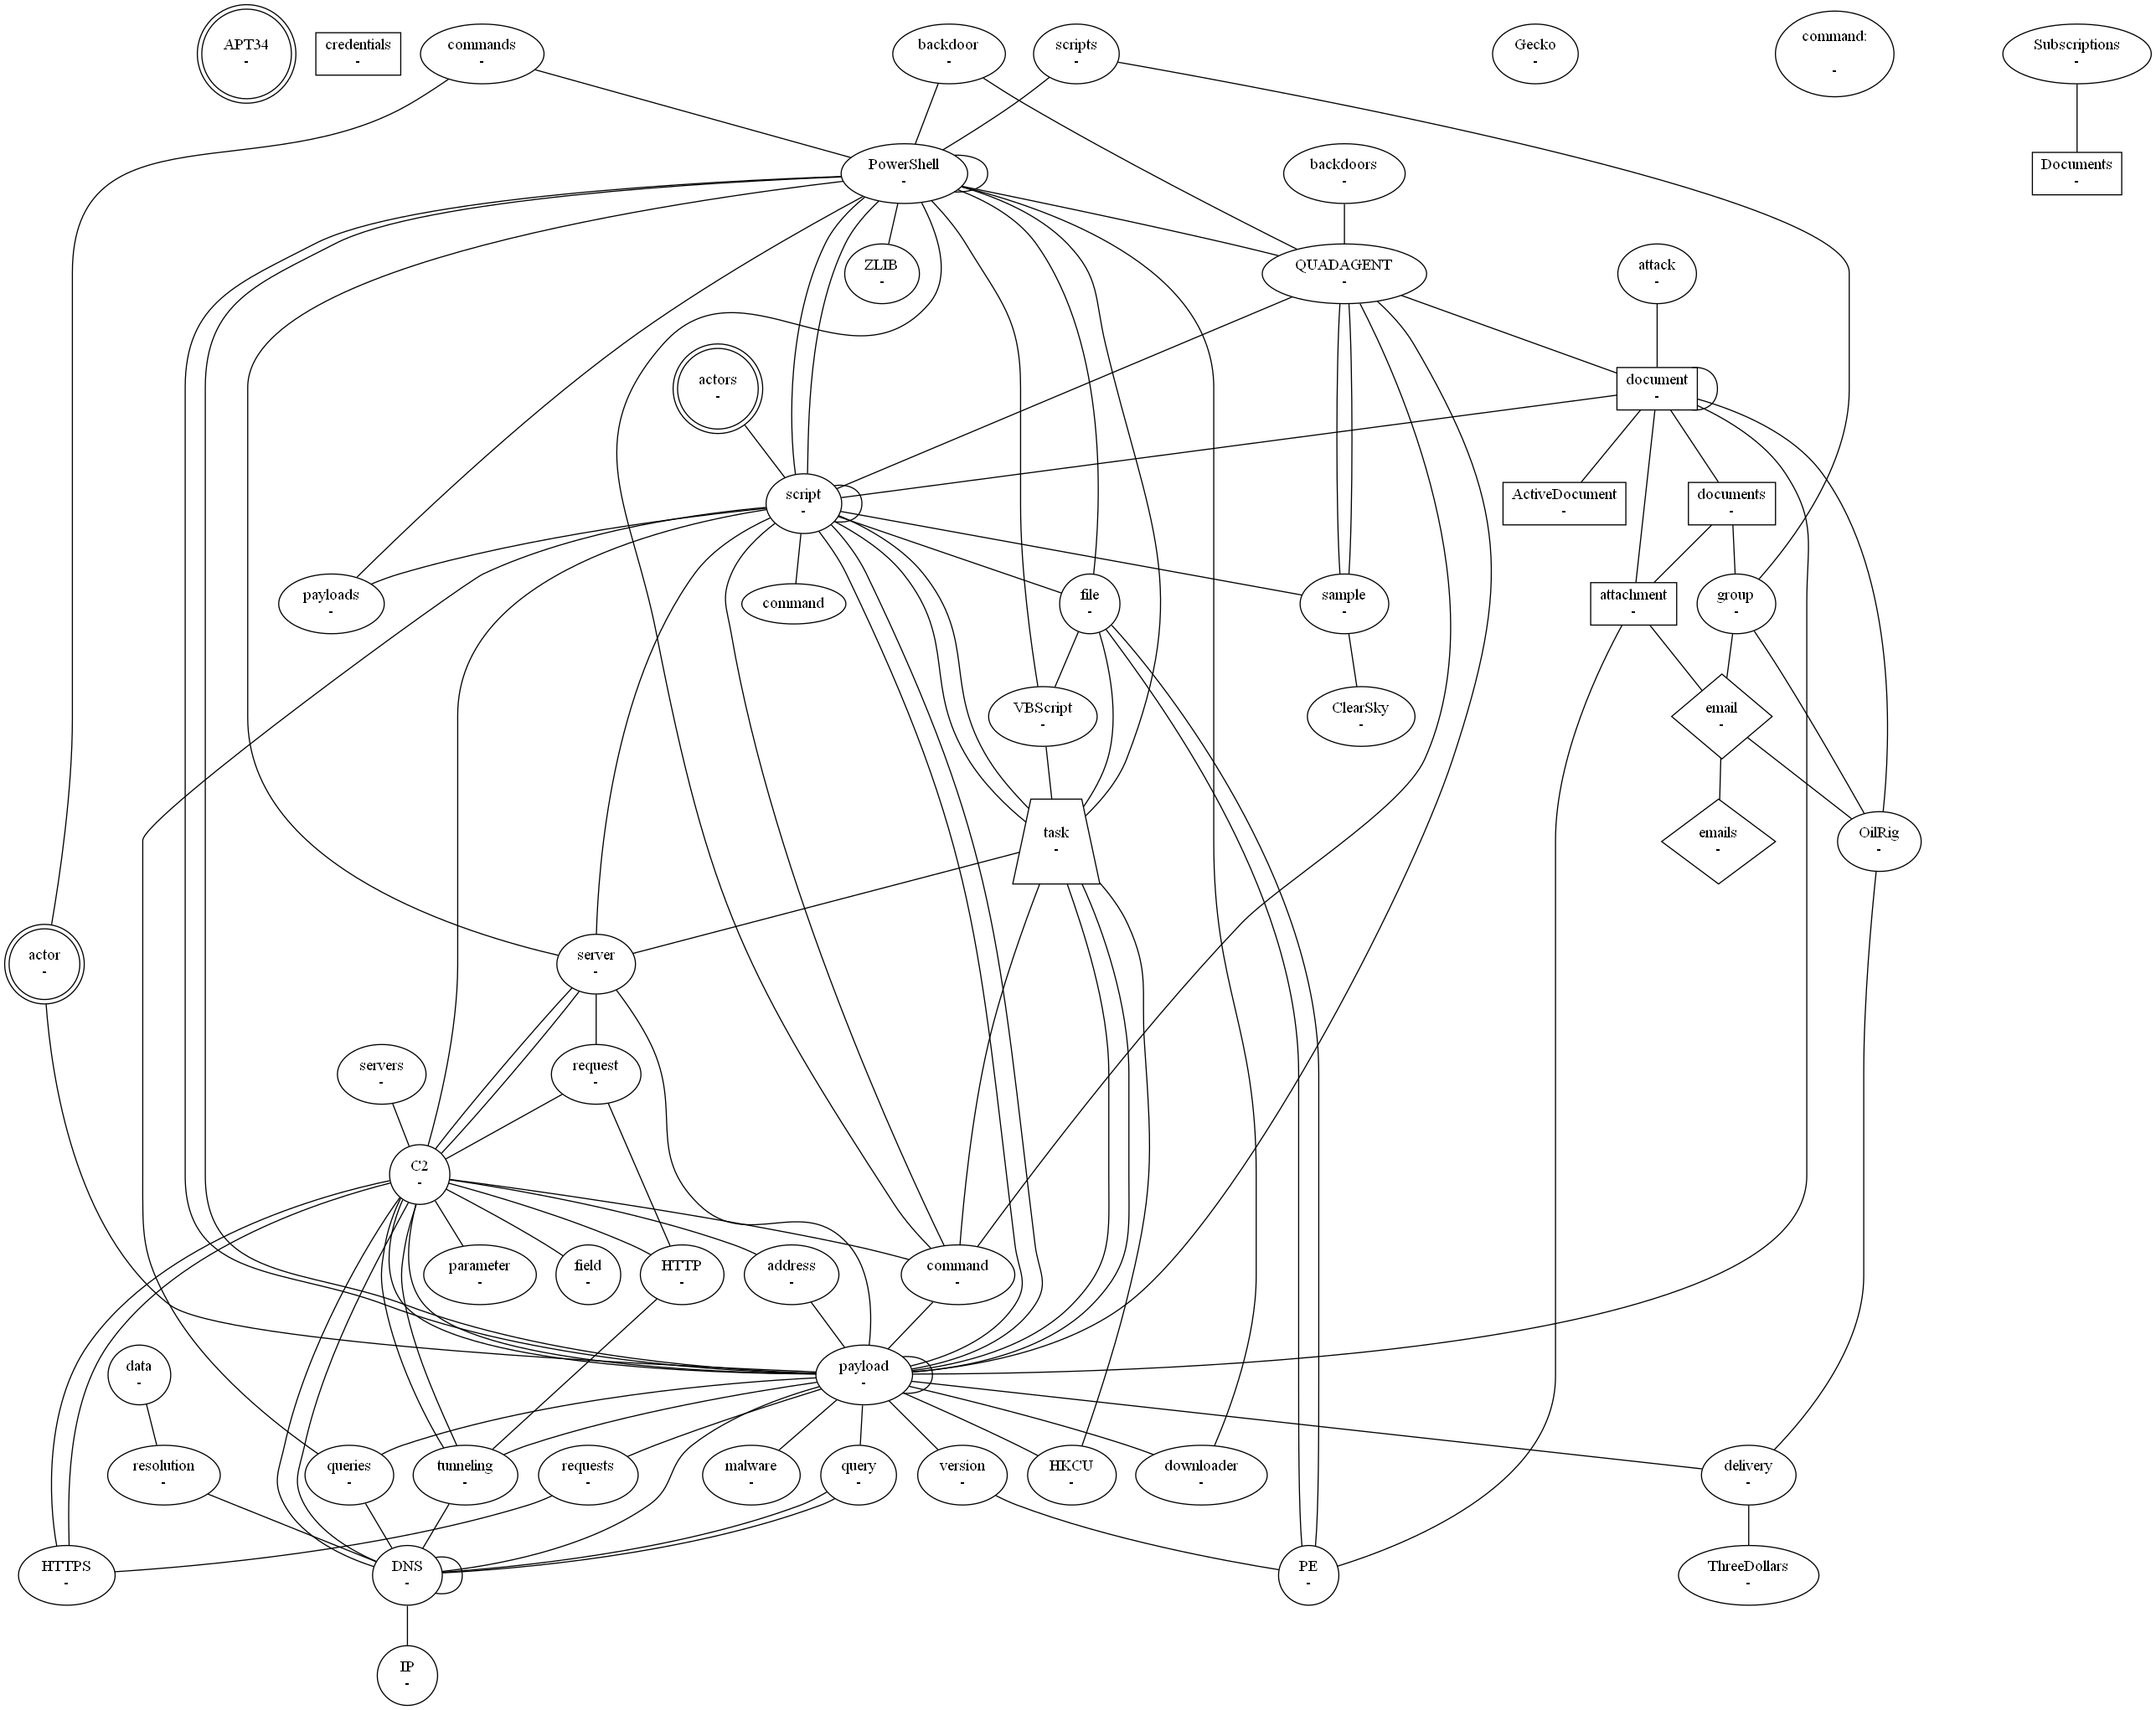 APT34
-
credentials
-
commands
-
backdoor
-
scripts
-
Gecko
-
command:
-
Subscriptions
-
PowerShell
-
backdoors
-
Documents
-
ZLIB
-
QUADAGENT
-
attack
-
actors
-
document
-
script
-
ActiveDocument
-
documents
-
payloads
-
command
file
-
sample
-
attachment
-
group
-
VBScript
-
ClearSky
-
email
-
task
-
emails
-
OilRig
-
actor
-
server
-
servers
-
request
-
C2
-
parameter
-
field
-
HTTP
-
address
-
command
-
data
-
payload
-
resolution
-
queries
-
tunneling
-
requests
-
malware
-
query
-
version
-
HKCU
-
downloader
-
delivery
-
HTTPS
-
DNS
-
PE
-
ThreeDollars
-
IP
-